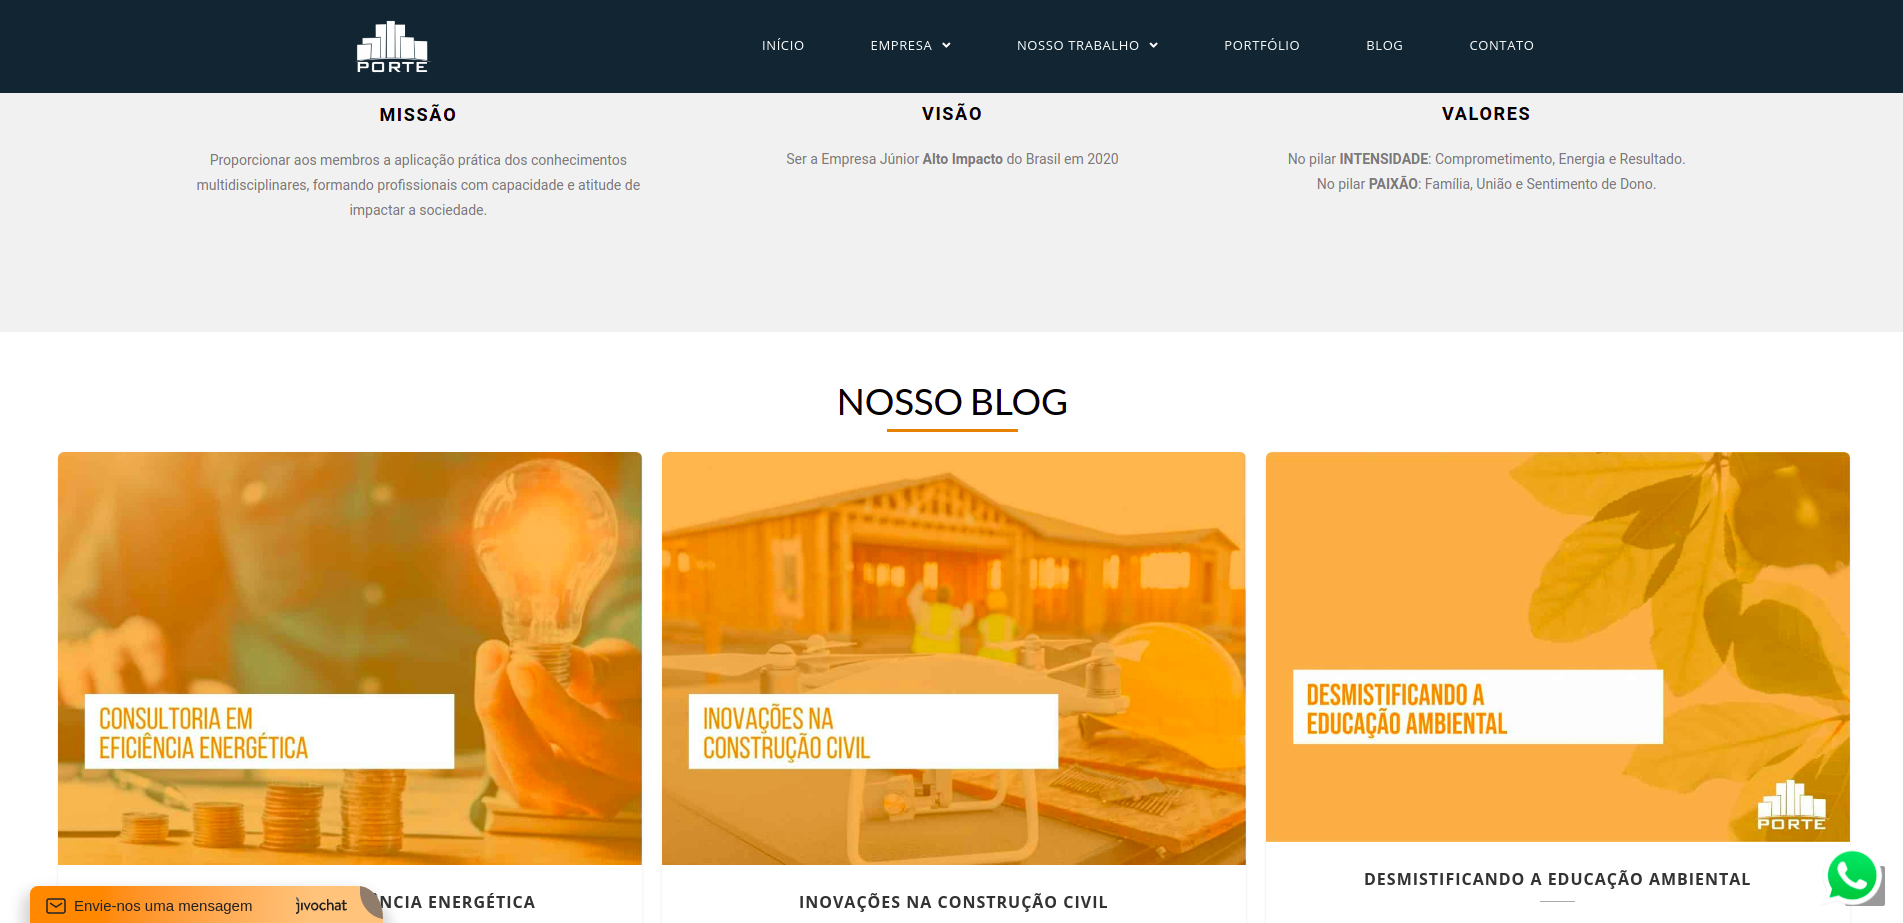 PORTE
INÍCIO
EMPRESA
NOSSO TRABALHO
PORTFÓLIO
BLOG
CONTATO
MISSÃO
Proporcionar aos membros a aplicação prática dos conhecimentos
multidisciplinares, formando profissionais com capacidade e atitude de
impactar a sociedade.
VISÃO
Ser a Empresa Júnior Alto Impacto do Brasil em 2020
VALORES
No pilar INTENSIDADE: Comprometimento, Energia e Resultado.
No pilar PAIXÃO: Família, União e Sentimento de Dono.
NOSSO BLOG
CONSULTORIA EM
EFICIÊNCIA ENERGÉTICA
INOVAÇÕES NA
CONSTRUÇÃO CIVIL
DESMISTIFICANDO A
EDUCAÇÃO AMBIENTAL
PORTE
ÊNCIA ENERGÉTICA
INOVAÇÕES NA CONSTRUÇÃO CIVIL
DESMISTIFICANDO A EDUCAÇÃO AMBIENTAL
Envie-nos uma mensagem
jivochat